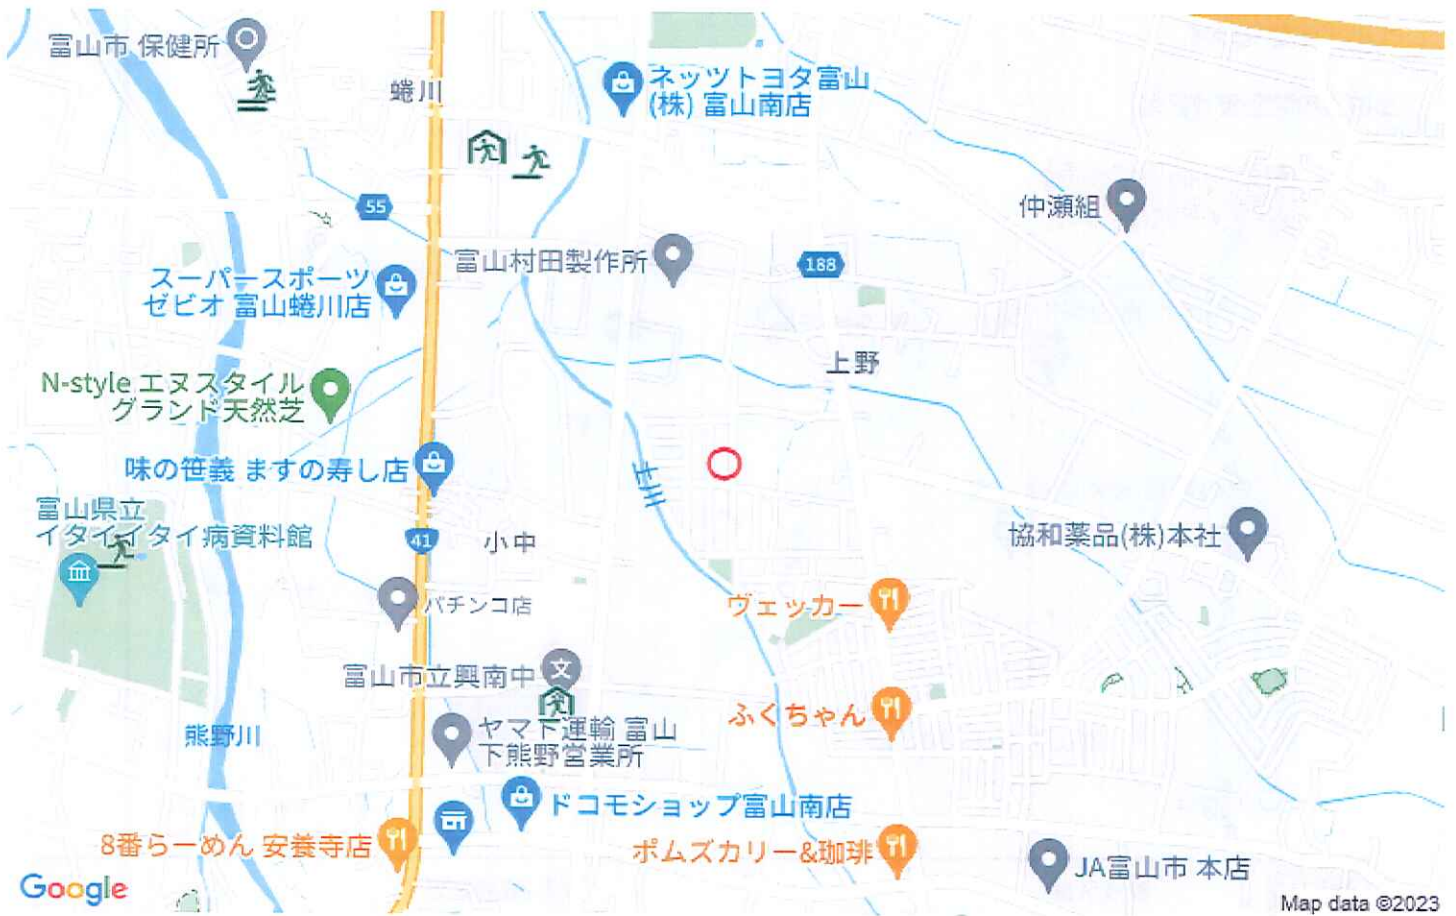 富山市 保健所
蜷川
ネッツトヨタ富山
(株) 富山南店
55
仲瀬組
富山村田製作所
188
スーパースポーツ
ゼビオ 富山蜷川店
上野
N-style エヌスタイル
グランド天然芝
味の笹義 ますの寿し店
土川
富山県立
イタイイタイ病資料館
41
小中
協和薬品(株)本社
パチンコ店
ヴェッカー
富山市立興南中
文
ふくちゃん
熊野川
ヤマト運輸 富山
下熊野営業所
ドコモショップ富山南店
8番らーめん 安養寺店
ポムズカリー&珈琲
JA富山市 本店
Google
Map data ©2023